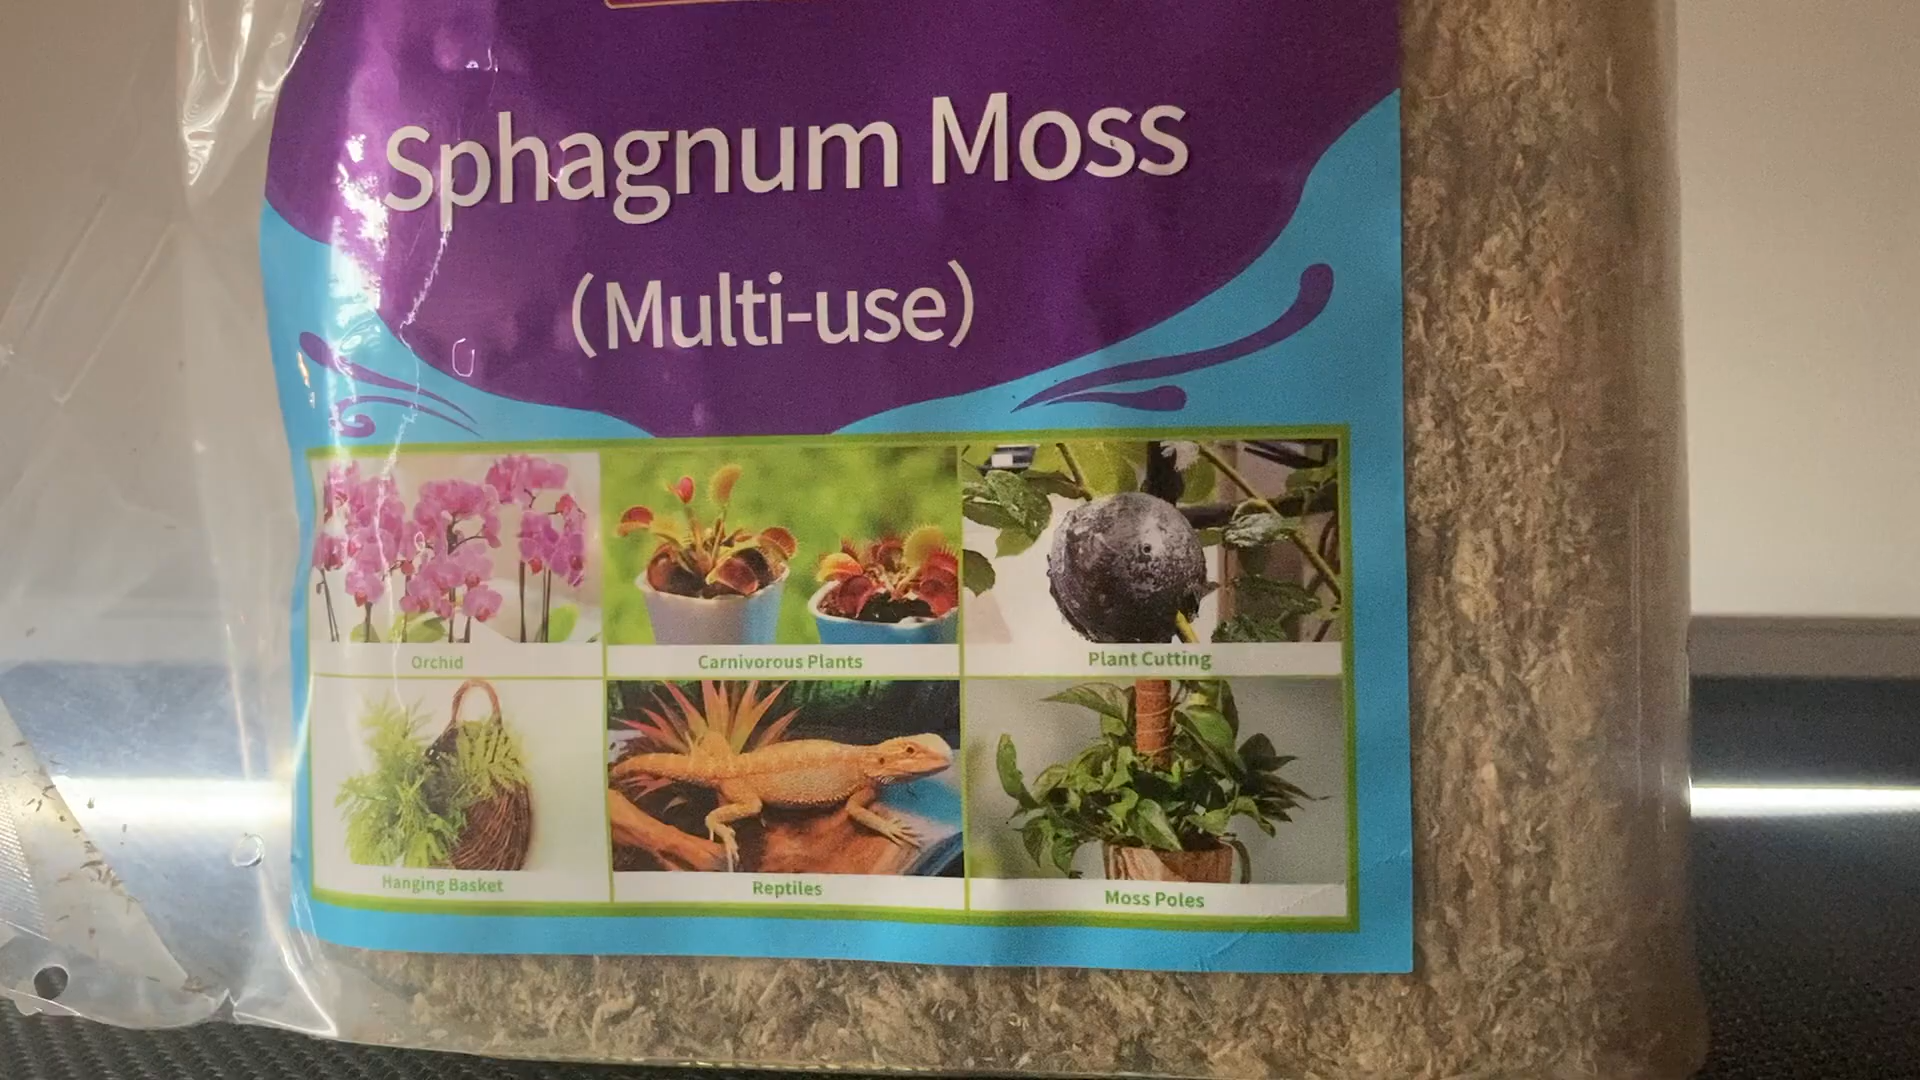 Sphagnum Moss
(Multi-use)
Orchid
Carnivorous Plants
Plant Cutting
Hanging Basket
Reptiles
Moss Poles